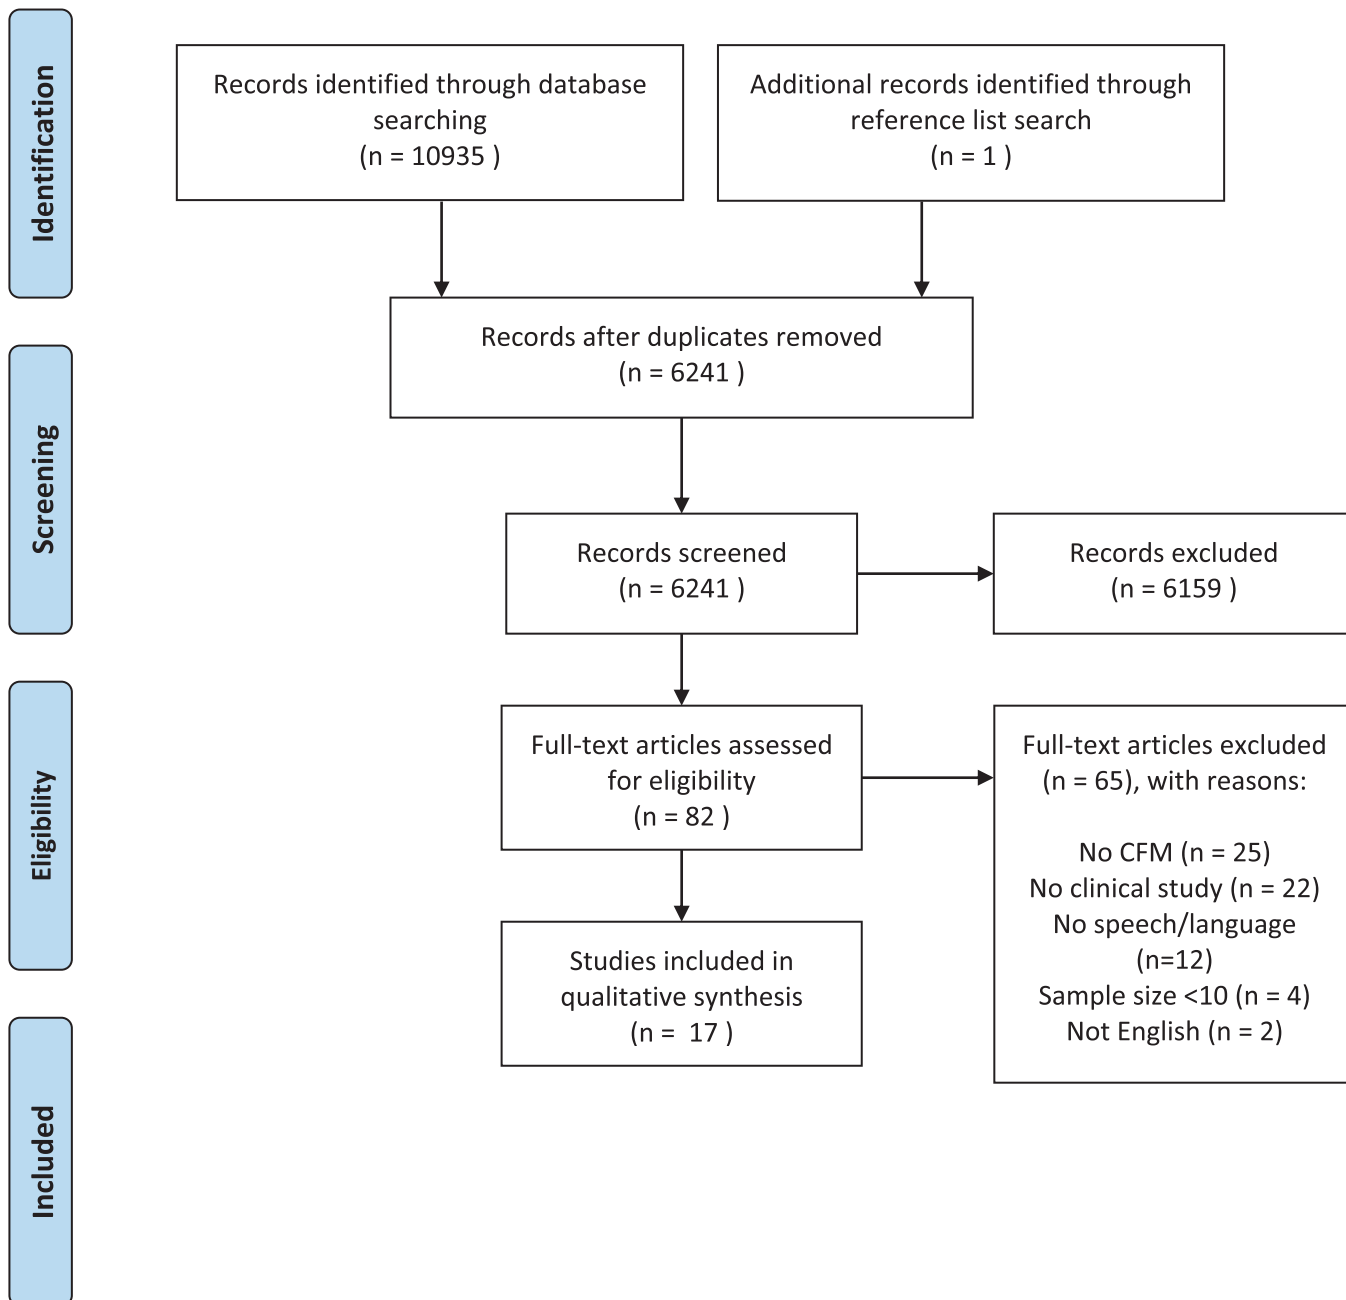 Identification
Records identified through database
searching
(n = 10935 )
Additional records identified through
reference list search
(n = 1 )
Records after duplicates removed
(n = 6241 )
Screening
Records screened
(n = 6241 )
Records excluded
(n = 6159 )
Eligibility
Full-text articles assessed
for eligibility
(n = 82 )
Full-text articles excluded
(n = 65), with reasons:
No CFM (n = 25)
No clinical study (n = 22)
No speech/language
(n=12)
Sample size <10 (n = 4)
Not English (n = 2)
Studies included in
qualitative synthesis
(n =  17 )
Included